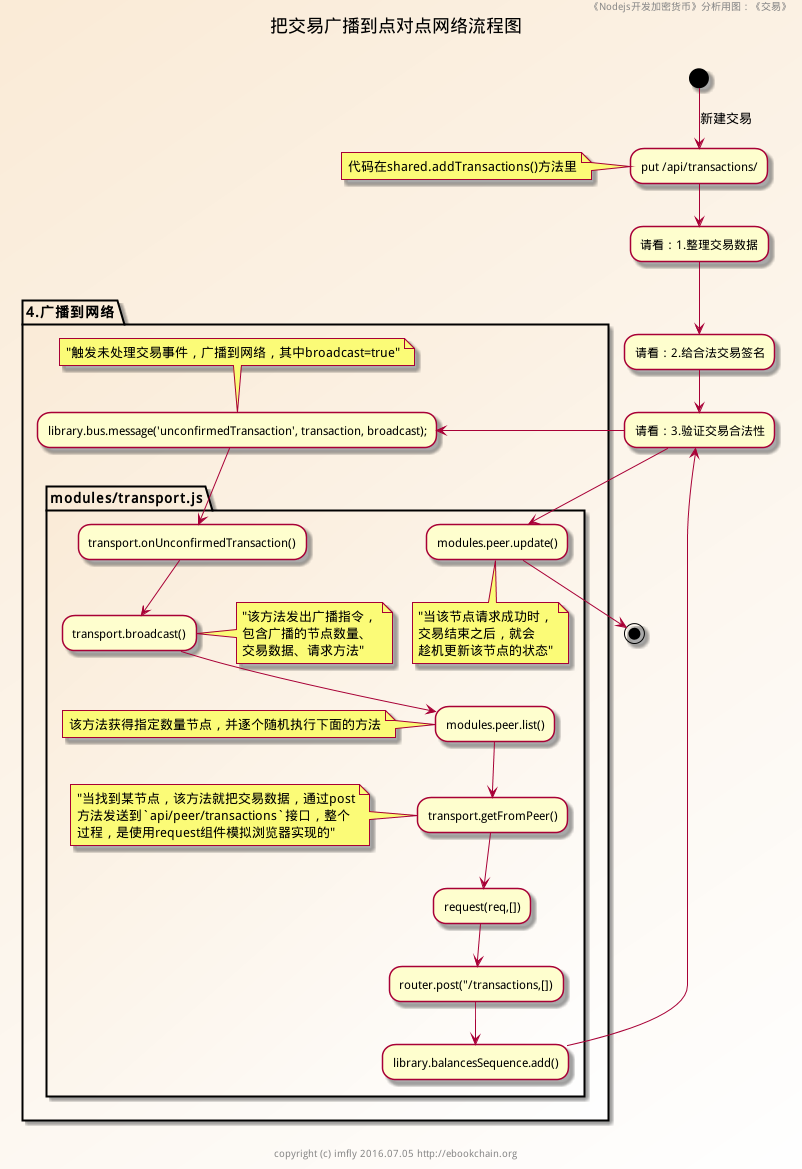 《Nodejs开发加密货币》分析用图：《交易》
把交易广播到点对点网络流程图
新建交易
代码在shared.addTransactions()方法里
put /api/transactions/
请看：1.整理交易数据
4.广播到网络
"触发未处理交易事件，广播到网络，其中broadcast=true"
请看：2.给合法交易签名
library.bus.message('unconfirmedTransaction', transaction, broadcast);
请看：3.验证交易合法性
modules/transport.js
transport.onUnconfirmedTransaction()
modules.peer.update()
transport.broadcast()
"该方法发出广播指令，
包含广播的节点数量、
交易数据、请求方法"
"当该节点请求成功时，
交易结束之后，就会
趁机更新该节点的状态"
该方法获得指定数量节点，并逐个随机执行下面的方法
modules.peer.list()
"当找到某节点，该方法就把交易数据，通过post
方法发送到`api/peer/transactions`接口，整个
过程，是使用request组件模拟浏览器实现的"
transport.getFromPeer()
request(req,[])
router.post("/transactions,[])
library.balancesSequence.add()
copyright (c) imfly 2016.07.05 http://ebookchain.org